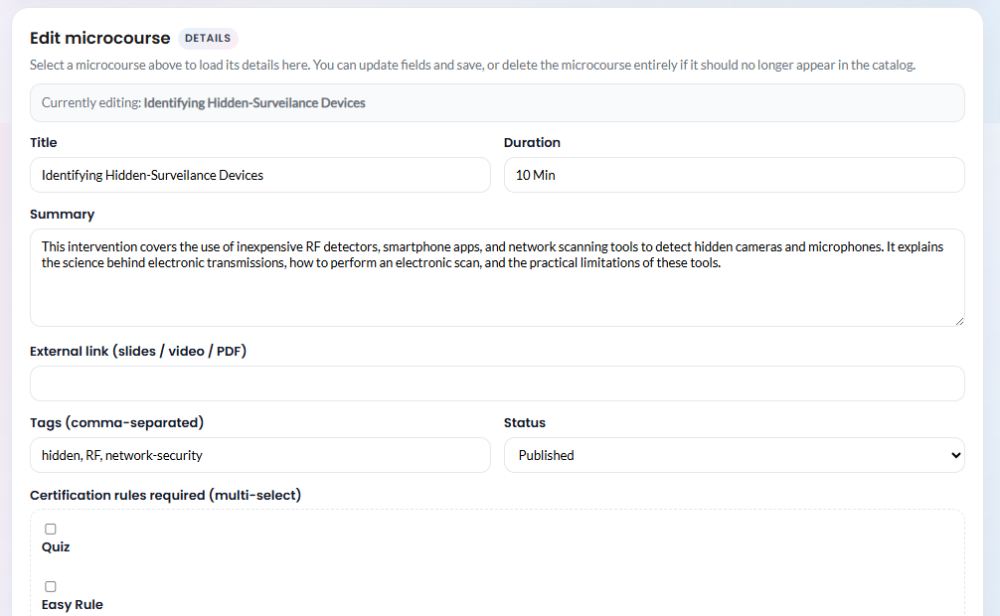 Edit microcourse DETAILS
Select a microcourse above to load its details here. You can update fields and save, or delete the microcourse entirely if it should no longer appear in the catalog.
Currently editing: Identifying Hidden-Surveilance Devices
Title
Duration
Identifying Hidden-Surveilance Devices
10 Min
Summary
This intervention covers the use of inexpensive RF detectors, smartphone apps, and network scanning tools to detect hidden cameras and microphones. It explains
the science behind electronic transmissions, how to perform an electronic scan, and the practical limitations of these tools.
External link (slides / video / PDF)
Tags (comma-separated)
Status
hidden, RF, network-security
Published
Certification rules required (multi-select)
Quiz
Easy Rule